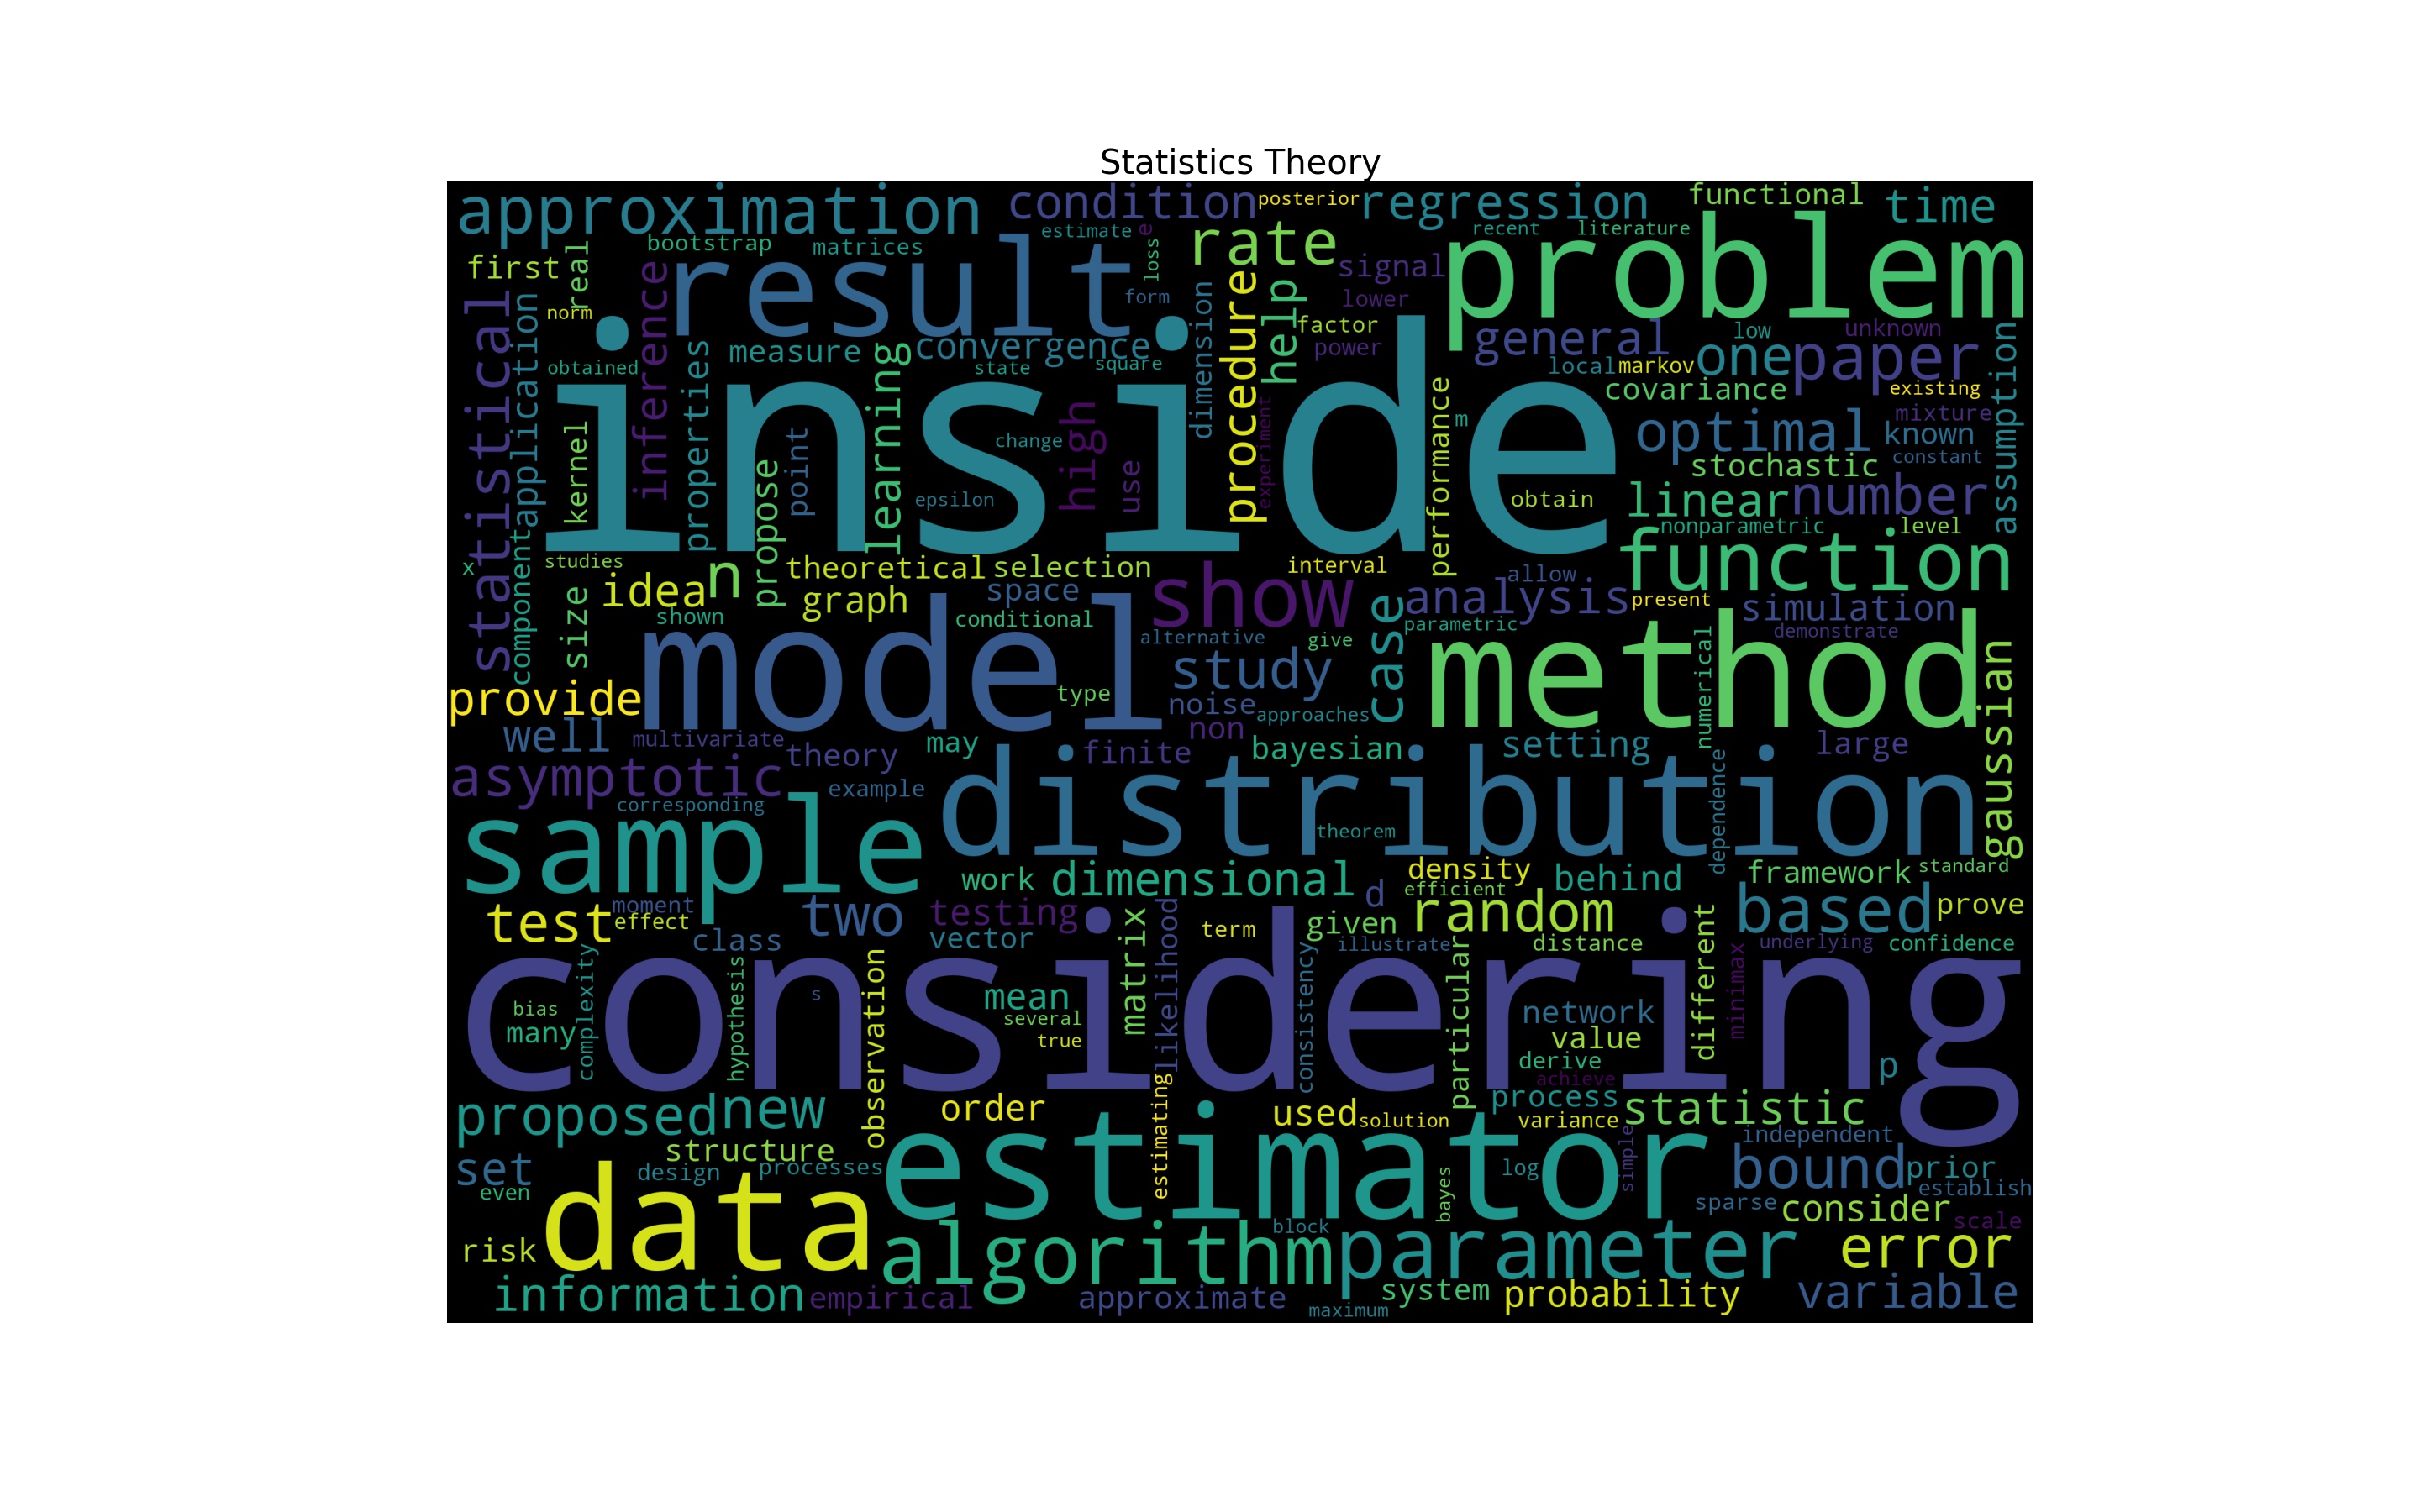 Statistics Theory
approximation condition posterior regression functional time
bootstrap matrices estimate e rate recent literature problem
first real result loss signal
norm inference form procedure help lower
statistical application dimension factor general low unknown assumption
obtained properties measure learning convergence state square power local markov one paper
covariance existing
inside
kernel point change high use experiment performance m optimal known mixture
propose epsilon obtain stochastic constant
linear number
nonparametric level
x component studies theoretical selection interval function
size idea n graph space show case allow analysis present simulation
shown conditional alternative give parametric demonstrate
model study method numerical gaussian
provide type noise approaches
well multivariate theory may finite non bayesian setting large
asymptotic example distribution dependence
corresponding theorem
sample work dimensional density behind framework standard
d efficient
test moment effect two testing matrix likelihood given random based prove
class vector term illustrate distance underlying confidence
considering
complexity hypothesis s observation mean consistency particular different minimax
bias many several network
true value
derive p
achieve
proposed new order estimating used solution process variance statistic
structure independent
set design processes estimator log simple bound prior
even data bayes sparse establish
consider scale
risk algorithm block parameter error
information empirical approximate system probability variable
maximum